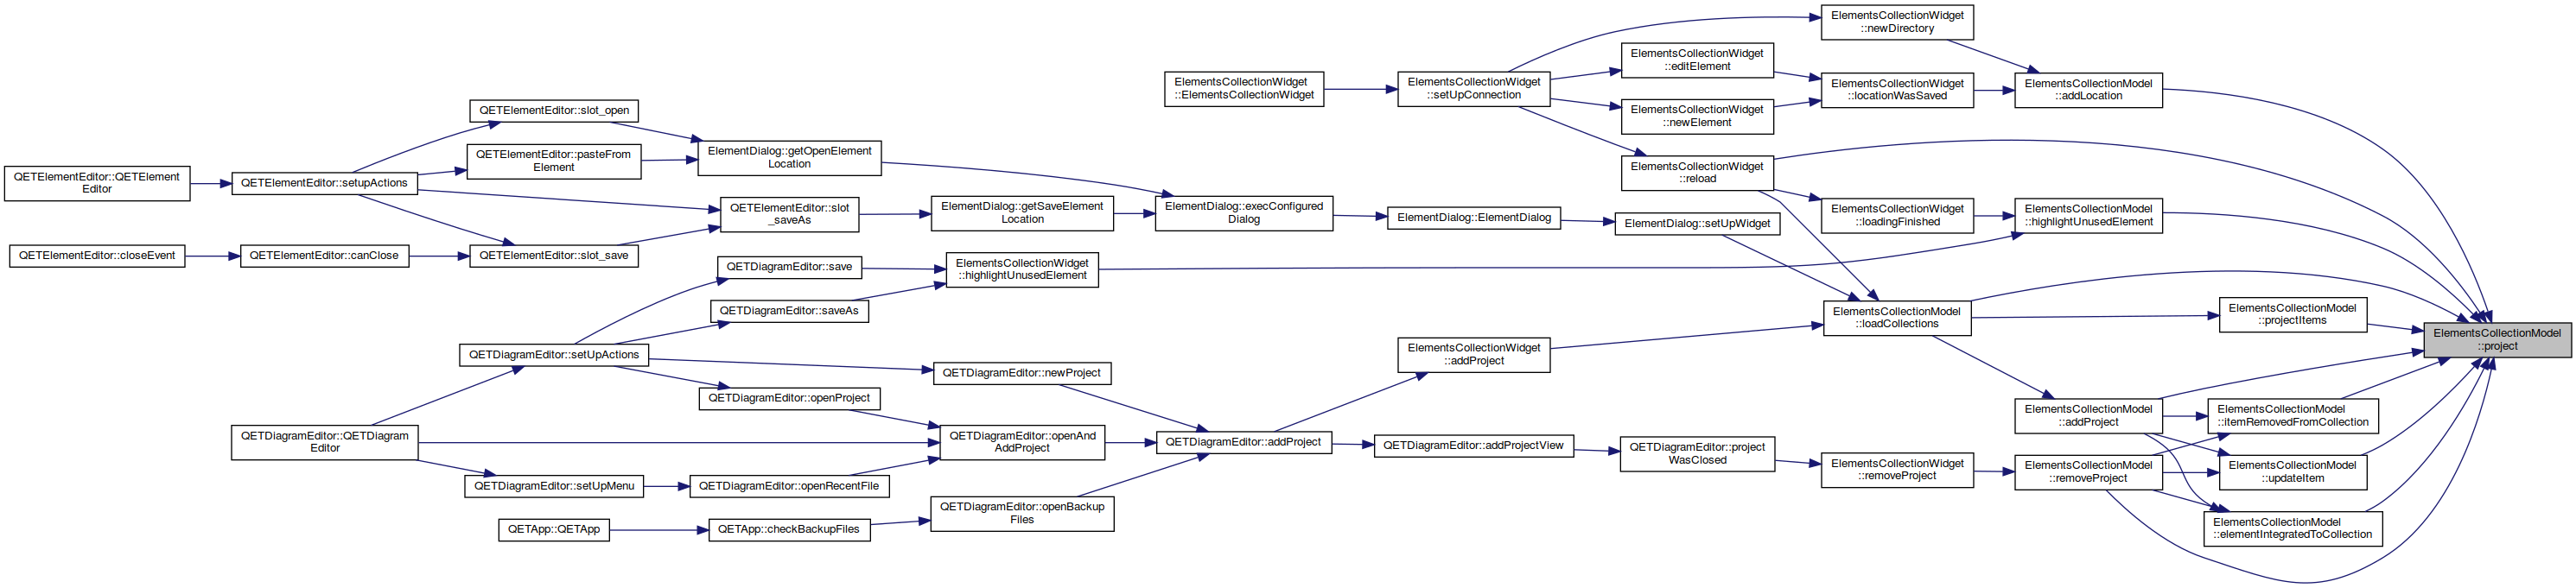 QETElementEditor::QETElement
Editor
QETElementEditor::closeEvent
QETElementEditor::setupActions
QETElementEditor::canClose
QETDiagramEditor::QETDiagram
Editor
QETElementEditor::slot_open
QETElementEditor::pasteFrom
Element
QETElementEditor::slot_save
QETDiagramEditor::setUpActions
QETDiagramEditor::setUpMenu
QETApp::QETApp
ElementDialog::getOpenElement
Location
QETElementEditor::slot
_saveAs
QETDiagramEditor::save
QETDiagramEditor::saveAs
QETDiagramEditor::openProject
QETDiagramEditor::openRecentFile
QETApp::checkBackupFiles
ElementDialog::getSaveElement
Location
ElementsCollectionWidget
::highlightUnusedElement
QETDiagramEditor::newProject
QETDiagramEditor::openAnd
AddProject
QETDiagramEditor::openBackup
Files
ElementsCollectionWidget
::ElementsCollectionWidget
ElementDialog::execConfigured
Dialog
QETDiagramEditor::addProject
ElementsCollectionWidget
::setUpConnection
ElementDialog::ElementDialog
ElementsCollectionWidget
::addProject
QETDiagramEditor::addProjectView
ElementsCollectionWidget
::editElement
ElementsCollectionWidget
::newElement
ElementsCollectionWidget
::reload
ElementDialog::setUpWidget
QETDiagramEditor::project
WasClosed
ElementsCollectionWidget
::newDirectory
ElementsCollectionWidget
::locationWasSaved
ElementsCollectionWidget
::loadingFinished
ElementsCollectionModel
::loadCollections
ElementsCollectionWidget
::removeProject
ElementsCollectionModel
::addLocation
ElementsCollectionModel
::highlightUnusedElement
ElementsCollectionModel
::addProject
ElementsCollectionModel
::removeProject
ElementsCollectionModel
::projectItems
ElementsCollectionModel
::itemRemovedFromCollection
ElementsCollectionModel
::updateItem
ElementsCollectionModel
::elementIntegratedToCollection
ElementsCollectionModel
::project